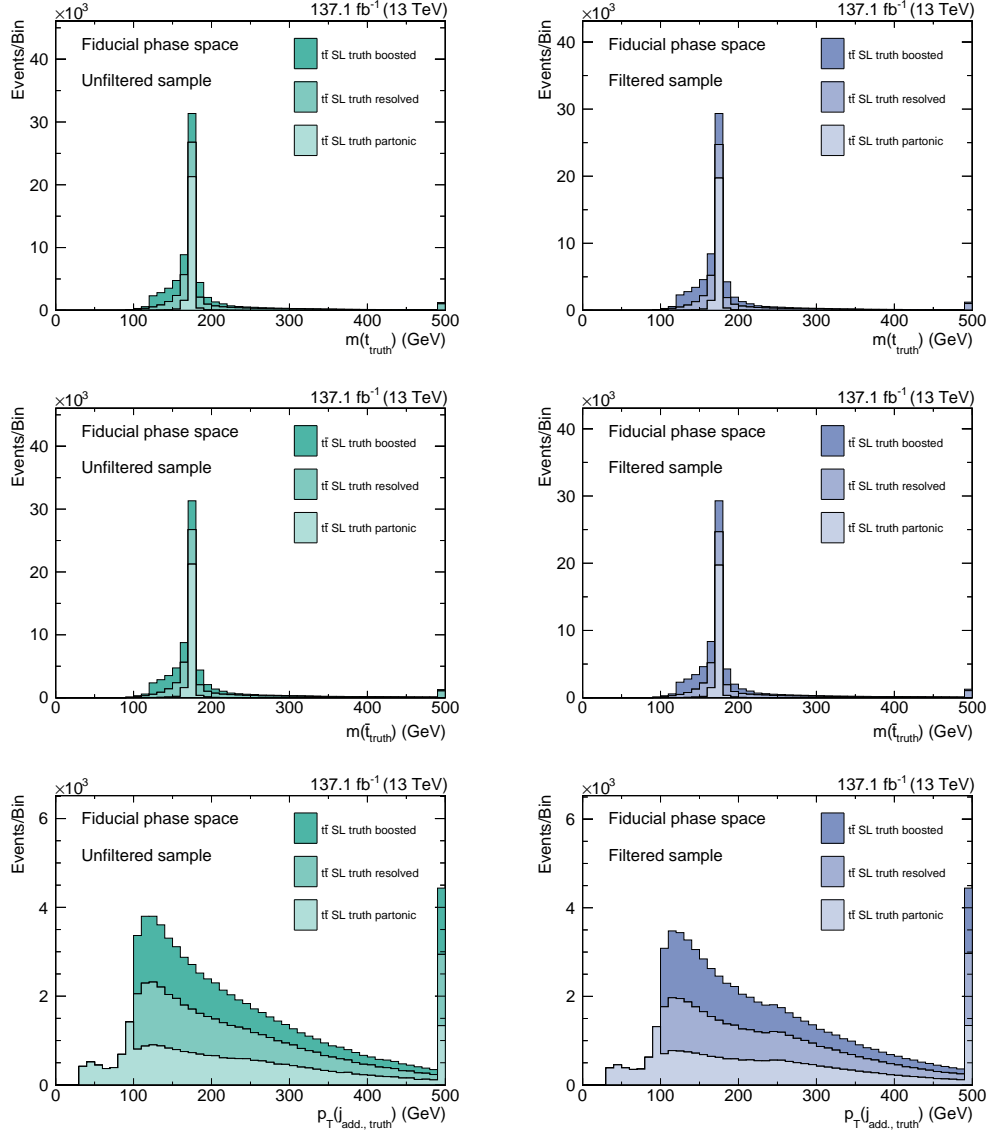 ×10³ 137.1 fb⁻¹ (13 TeV)
Events/Bin
Fiducial phase space
Unfiltered sample
tt̄ SL truth boosted
tt̄ SL truth resolved
tt̄ SL truth partonic
40
30
20
10
0
0 100 200 300 400 500
m(t_truth) (GeV)
×10³ 137.1 fb⁻¹ (13 TeV)
Events/Bin
Fiducial phase space
Filtered sample
tt̄ SL truth boosted
tt̄ SL truth resolved
tt̄ SL truth partonic
40
30
20
10
0
0 100 200 300 400 500
m(t_truth) (GeV)
×10³ 137.1 fb⁻¹ (13 TeV)
Events/Bin
Fiducial phase space
Unfiltered sample
tt̄ SL truth boosted
tt̄ SL truth resolved
tt̄ SL truth partonic
40
30
20
10
0
0 100 200 300 400 500
m(t̄_truth) (GeV)
×10³ 137.1 fb⁻¹ (13 TeV)
Events/Bin
Fiducial phase space
Filtered sample
tt̄ SL truth boosted
tt̄ SL truth resolved
tt̄ SL truth partonic
40
30
20
10
0
0 100 200 300 400 500
m(t̄_truth) (GeV)
×10³ 137.1 fb⁻¹ (13 TeV)
Events/Bin
Fiducial phase space
Unfiltered sample
tt̄ SL truth boosted
tt̄ SL truth resolved
tt̄ SL truth partonic
6
4
2
0
0 100 200 300 400 500
p_T(j_add., truth) (GeV)
×10³ 137.1 fb⁻¹ (13 TeV)
Events/Bin
Fiducial phase space
Filtered sample
tt̄ SL truth boosted
tt̄ SL truth resolved
tt̄ SL truth partonic
6
4
2
0
0 100 200 300 400 500
p_T(j_add., truth) (GeV)